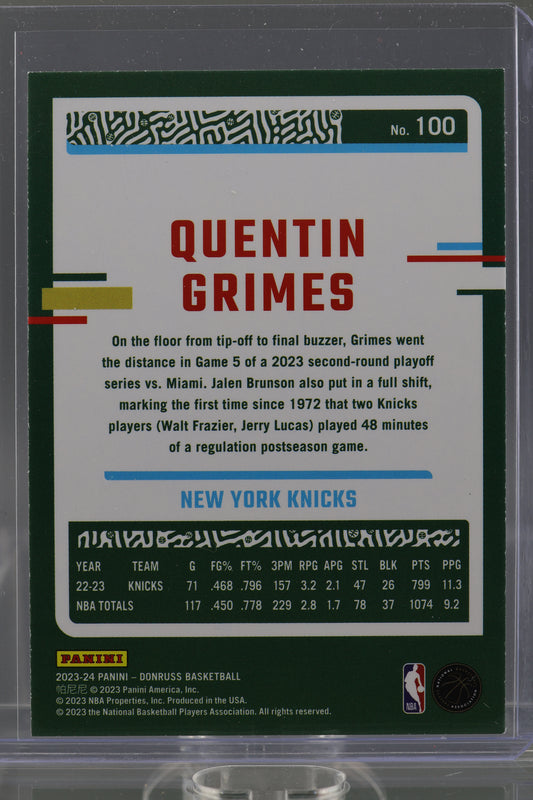 No. 100
QUENTIN
GRIMES
On the floor from tip-off to final buzzer, Grimes went
the distance in Game 5 of a 2023 second-round playoff
series vs. Miami. Jalen Brunson also put in a full shift,
marking the first time since 1972 that two Knicks
players (Walt Frazier, Jerry Lucas) played 48 minutes
of a regulation postseason game.
NEW YORK KNICKS
YEAR TEAM G FG% FT% 3PM RPG APG STL BLK PTS PPG
22-23 KNICKS 71 .468 .796 157 3.2 2.1 47 26 799 11.3
NBA TOTALS 117 .450 .778 229 2.8 1.7 78 37 1074 9.2
PANINI
2023-24 PANINI – DONRUSS BASKETBALL
帕尼尼 © 2023 Panini America, Inc.
© 2023 NBA Properties, Inc. Produced in the USA.
© 2023 the National Basketball Players Association. All rights reserved.
NBA